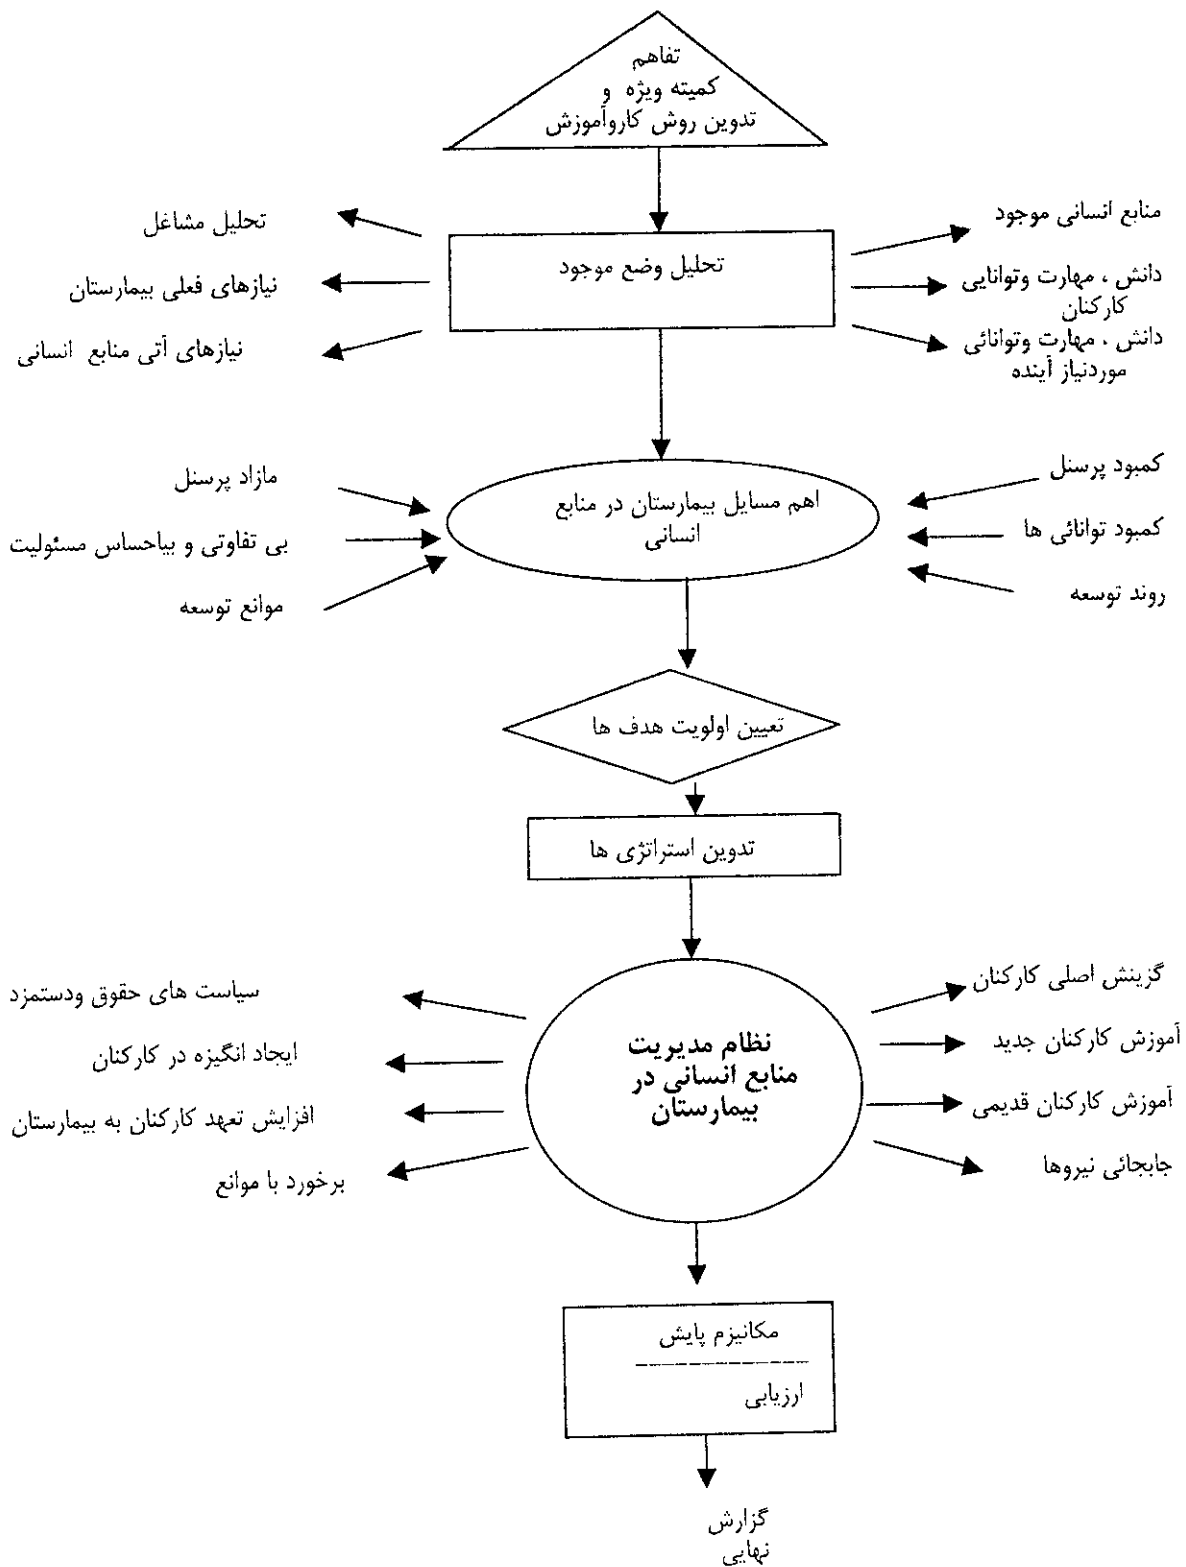 تفاهم
کمیته ویژه و
تدوین روش کاروآموزش
منابع انسانی موجود
تحلیل مشاغل
تحلیل وضع موجود
دانش ، مهارت وتوانایی
کارکنان
نیازهای فعلی بیمارستان
دانش ، مهارت وتوانائی
موردنیاز آینده
نیازهای آتی منابع انسانی
کمبود پرسنل
مازاد پرسنل
اهم مسایل بیمارستان در منابع
انسانی
کمبود توانائی ها
بی تفاوتی و بیاحساس مسئولیت
روند توسعه
موانع توسعه
تعیین اولویت هدف ها
تدوین استراتژی ها
گزینش اصلی کارکنان
سیاست های حقوق ودستمزد
نظام مدیریت
منابع انسانی در
بیمارستان
آموزش کارکنان جدید
ایجاد انگیزه در کارکنان
آموزش کارکنان قدیمی
افزایش تعهد کارکنان به بیمارستان
جابجائی نیروها
برخورد با موانع
مکانیزم پایش
ارزیابی
گزارش
نهایی